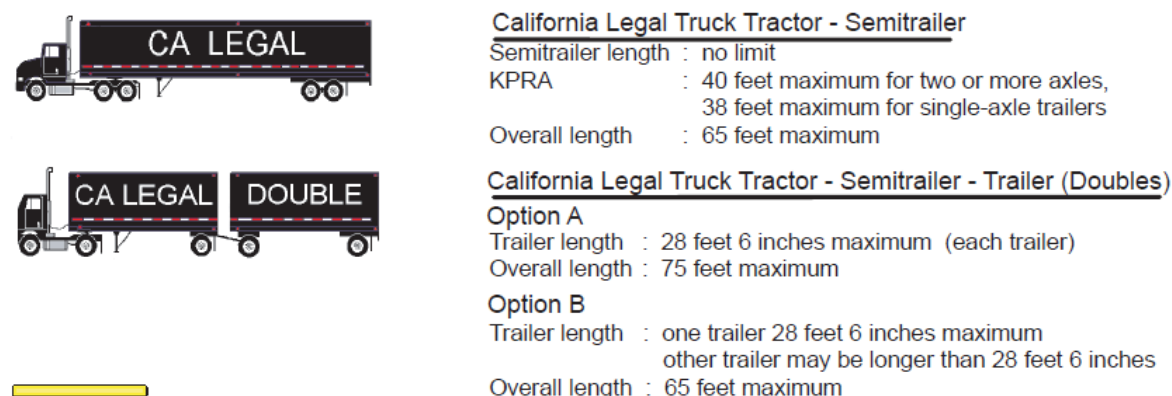 CA LEGAL
California Legal Truck Tractor - Semitrailer
Semitrailer length : no limit
KPRA : 40 feet maximum for two or more axles,
38 feet maximum for single-axle trailers
Overall length : 65 feet maximum
CA LEGAL DOUBLE
California Legal Truck Tractor - Semitrailer - Trailer (Doubles)
Option A
Trailer length : 28 feet 6 inches maximum (each trailer)
Overall length : 75 feet maximum
Option B
Trailer length : one trailer 28 feet 6 inches maximum
other trailer may be longer than 28 feet 6 inches
Overall length : 65 feet maximum